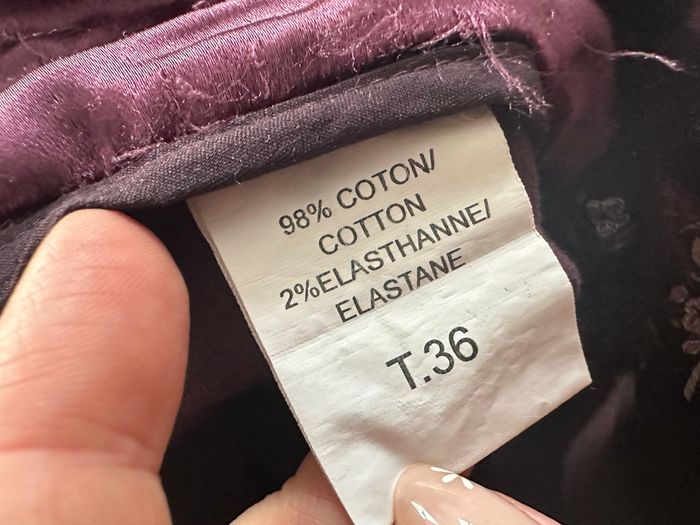 98% COTON/
COTTON
2%ELASTHANNE/
ELASTANE
T.36